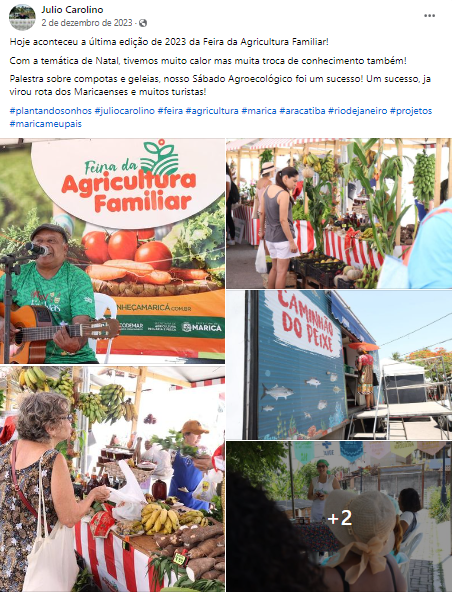 Julio Carolino
2 de dezembro de 2023
Hoje aconteceu a última edição de 2023 da Feira da Agricultura Familiar!
Com a temática de Natal, tivemos muito calor mas muita troca de conhecimento também!
Palestra sobre compotas e geleias, nosso Sábado Agroecológico foi um sucesso! Um sucesso, ja
virou rota dos Maricaenses e muitos turistas!
#plantandosonhos #juliocarolino #feira #agricultura #marica #aracatiba #riodejaneiro #projetos
#maricameupais
Feira da
Agricultura
Familiar
CAMINHÃO
DO PEIXE
CONHEÇAMARICÁ.COM.BR
CODEMAR
MARICÁ
+2